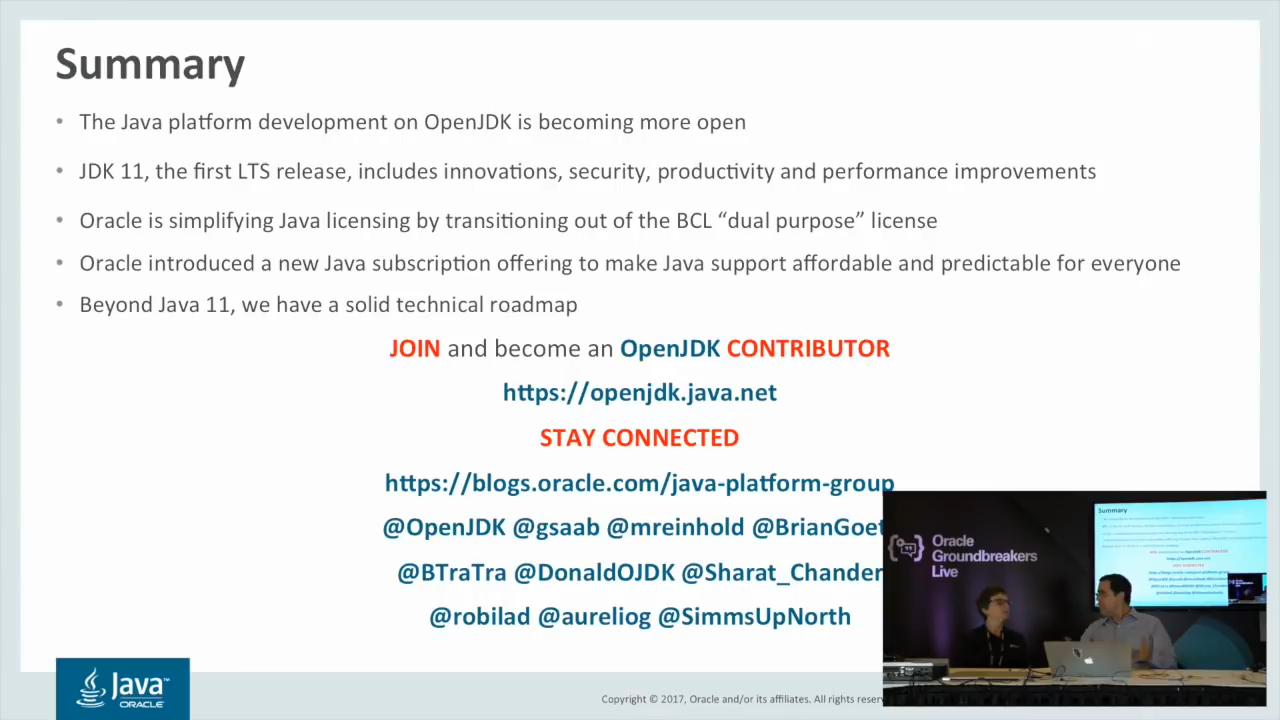 Summary
• The Java platform development on OpenJDK is becoming more open
• JDK 11, the first LTS release, includes innovations, security, productivity and performance improvements
• Oracle is simplifying Java licensing by transitioning out of the BCL “dual purpose” license
• Oracle introduced a new Java subscription offering to make Java support affordable and predictable for everyone
• Beyond Java 11, we have a solid technical roadmap
JOIN and become an OpenJDK CONTRIBUTOR
https://openjdk.java.net
STAY CONNECTED
https://blogs.oracle.com/java-platform-group
@OpenJDK @gsaab @mreinhold @BrianGoet
@BTraTra @DonaldOJDK @Sharat_Chander
@robilad @aureliog @SimmsUpNorth
Oracle
Groundbreakers
Live
Summary
Java™
ORACLE
Copyright © 2017, Oracle and/or its affiliates. All rights reser